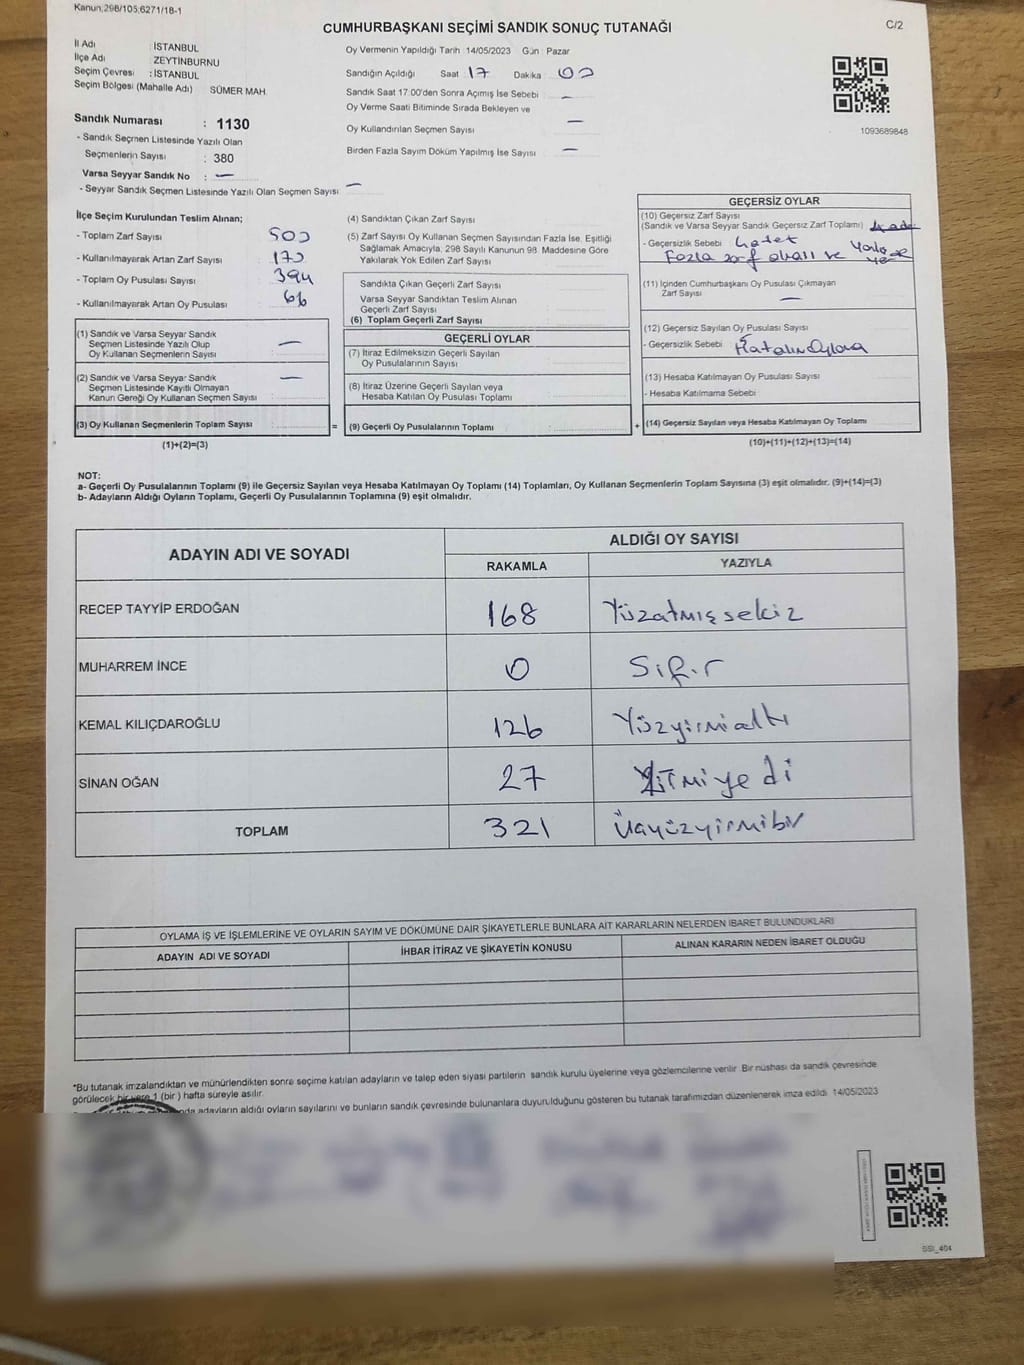 Kanun,298/105,6271/18-1
CUMHURBAŞKANI SEÇİMİ SANDIK SONUÇ TUTANAĞI
C/2
İl Adı : İSTANBUL
İlçe Adı : ZEYTİNBURNU
Seçim Çevresi : İSTANBUL
Seçim Bölgesi (Mahalle Adı) SÜMER MAH.
Sandık Numarası : 1130
- Sandık Seçmen Listesinde Yazılı Olan
Seçmenlerin Sayısı : 380
Varsa Seyyar Sandık No : —
- Seyyar Sandık Seçmen Listesinde Yazılı Olan Seçmen Sayısı —
Oy Vermenin Yapıldığı Tarih : 14/05/2023 Gün : Pazar
Sandığın Açıldığı Saat 17 Dakika 00
Sandık Saat 17:00'den Sonra Açımış İse Sebebi : —
Oy Verme Saati Bitiminde Sırada Bekleyen ve
Oy Kullandırılan Seçmen Sayısı : —
Birden Fazla Sayım Döküm Yapılmış İse Sayısı : —
1093689848
İlçe Seçim Kurulundan Teslim Alınan;
- Toplam Zarf Sayısı : 500
- Kullanılmayarak Artan Zarf Sayısı : 170
- Toplam Oy Pusulası Sayısı : 394
- Kullanılmayarak Artan Oy Pusulası : 66
(1) Sandık ve Varsa Seyyar Sandık
Seçmen Listesinde Yazılı Olup
Oy Kullanan Seçmenlerin Sayısı : —
(2) Sandık ve Varsa Seyyar Sandık
Seçmen Listesinde Kayıtlı Olmayan
Kanun Gereği Oy Kullanan Seçmen Sayısı : —
(3) Oy Kullanan Seçmenlerin Toplam Sayısı : =
(1)+(2)=(3)
(4) Sandıktan Çıkan Zarf Sayısı :
(5) Zarf Sayısı Oy Kullanan Seçmen Sayısından Fazla İse, Eşitliği
Sağlamak Amacıyla, 298 Sayılı Kanunun 98. Maddesine Göre
Yakılarak Yok Edilen Zarf Sayısı :
Sandıkta Çıkan Geçerli Zarf Sayısı :
Varsa Seyyar Sandıktan Teslim Alınan
Geçerli Zarf Sayısı :
(6) Toplam Geçerli Zarf Sayısı :
GEÇERLİ OYLAR
(7) İtiraz Edilmeksizin Geçerli Sayılan
Oy Pusulasının Sayısı :
(8) İtiraz Üzerine Geçerli Sayılan veya
Hesaba Katılan Oy Pusulası Toplamı :
(9) Geçerli Oy Pusulalarının Toplamı : +
GEÇERSİZ OYLAR
(10) Geçersiz Zarf Sayısı
(Sandık ve Varsa Seyyar Sandık Geçersiz Zarf Toplamı) :
- Geçersizlik Sebebi :
Fazla zarf ve
(11) İçinden Cumhurbaşkanı Oy Pusulası Çıkmayan
Zarf Sayısı : —
(12) Geçersiz Sayılan Oy Pusulası Sayısı :
- Geçersizlik Sebebi :
(13) Hesaba Katılmayan Oy Pusulası Sayısı :
- Hesaba Katılmama Sebebi :
(14) Geçersiz Sayılan veya Hesaba Katılmayan Oy Toplamı :
(10)+(11)+(12)+(13)=(14)
NOT:
a- Geçerli Oy Pusulalarının Toplamı (9) ile Geçersiz Sayılan veya Hesaba Katılmayan Oy Toplamı (14) Toplamları, Oy Kullanan Seçmenlerin Toplam Sayısına (3) eşit olmalıdır. (9)+(14)=(3)
b- Adayların Aldığı Oyların Toplamı, Geçerli Oy Pusulalarının Toplamına (9) eşit olmalıdır.
ADAYIN ADI VE SOYADI
ALDIĞI OY SAYISI
RAKAMLA YAZIYLA
RECEP TAYYİP ERDOĞAN 168 Yüzatmışsekiz
MUHARREM İNCE 0 Sıfır
KEMAL KILIÇDAROĞLU 126 Yüzyirmialtı
SİNAN OĞAN 27 Yirmiyedi
TOPLAM 321 Üçyüzyirmibir
OYLAMA İŞ VE İŞLEMLERİNE VE OYLARIN SAYIM VE DÖKÜMÜNE DAİR ŞİKAYETLERLE BUNLARA AİT KARARLARIN NELERDEN İBARET BULUNDUKLARI
ADAYIN ADI VE SOYADI İHBAR İTİRAZ VE ŞİKAYETİN KONUSU ALINAN KARARIN NEDEN İBARET OLDUĞU
*Bu tutanak imzalandıktan ve mühürlendikten sonra seçime katılan adayların ve talep eden siyasi partilerin sandık kurulu üyelerine veya gözlemcilerine verilir. Bir nüshası da sandık çevresinde
görülecek bir yere 1 (bir) hafta süreyle asılır.
adayların aldığı oyların sayılarını ve bunların sandık çevresinde bulunanlara duyurulduğunu gösteren bu tutanak tarafımızdan düzenlenerek imza edildi. 14/05/2023
SSI_404